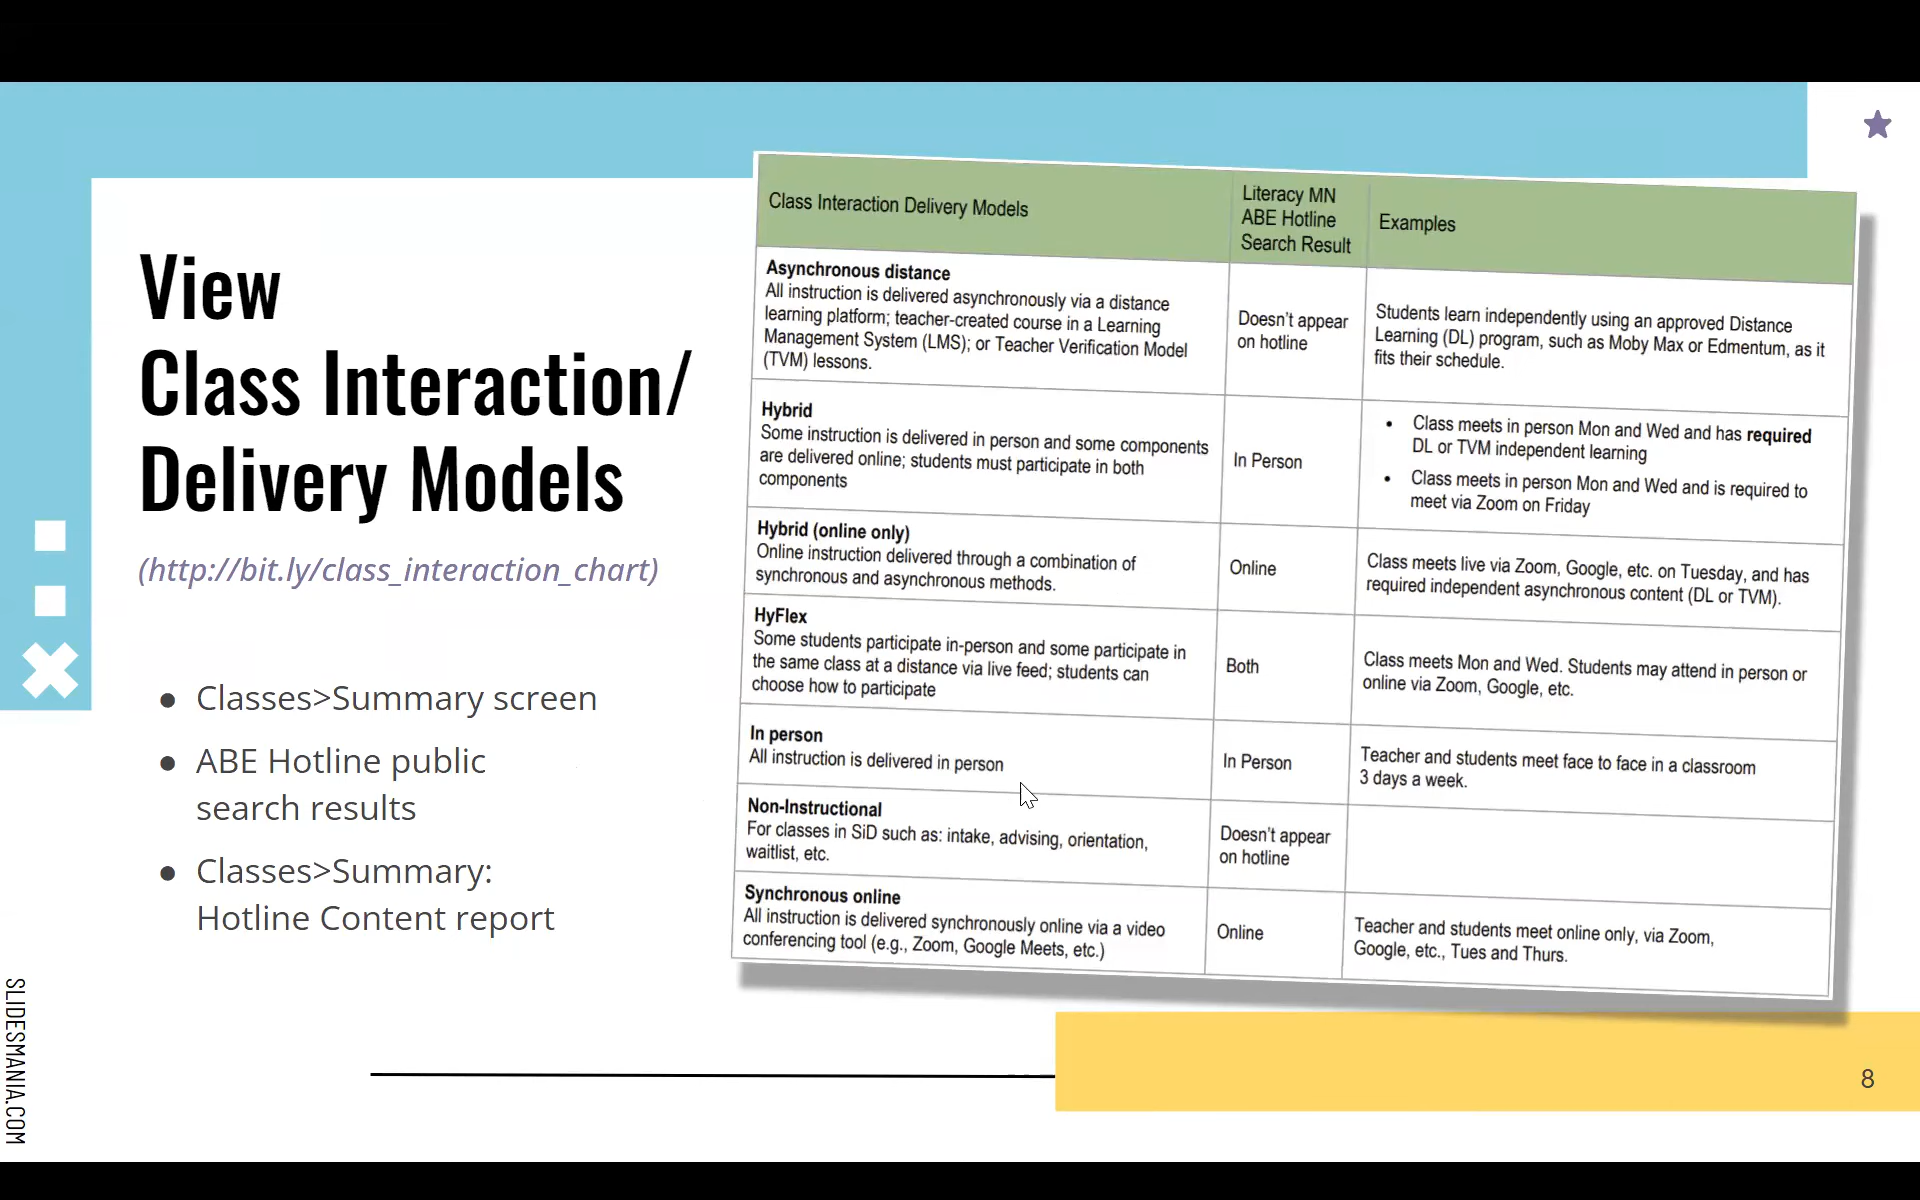 View
Class Interaction/
Delivery Models
(http://bit.ly/class_interaction_chart)
● Classes>Summary screen
● ABE Hotline public
search results
● Classes>Summary:
Hotline Content report
Class Interaction Delivery Models
Literacy MN
ABE Hotline
Search Result
Examples
Asynchronous distance
All instruction is delivered asynchronously via a distance
learning platform; teacher-created course in a Learning
Management System (LMS); or Teacher Verification Model
(TVM) lessons.
Doesn't appear
on hotline
Students learn independently using an approved Distance
Learning (DL) program, such as Moby Max or Edmentum, as it
fits their schedule.
Hybrid
Some instruction is delivered in person and some components
are delivered online; students must participate in both
components
In Person
• Class meets in person Mon and Wed and has required
DL or TVM independent learning
• Class meets in person Mon and Wed and is required to
meet via Zoom on Friday
Hybrid (online only)
Online instruction delivered through a combination of
synchronous and asynchronous methods.
Online
Class meets live via Zoom, Google, etc. on Tuesday, and has
required independent asynchronous content (DL or TVM).
HyFlex
Some students participate in-person and some participate in
the same class at a distance via live feed; students can
choose how to participate
Both
Class meets Mon and Wed. Students may attend in person or
online via Zoom, Google, etc.
In person
All instruction is delivered in person
In Person
Teacher and students meet face to face in a classroom
3 days a week.
Non-Instructional
For classes in SiD such as: intake, advising, orientation,
waitlist, etc.
Doesn't appear
on hotline
Synchronous online
All instruction is delivered synchronously online via a video
conferencing tool (e.g., Zoom, Google Meets, etc.)
Online
Teacher and students meet online only, via Zoom,
Google, etc., Tues and Thurs.
SLIDESMANIA.COM
8